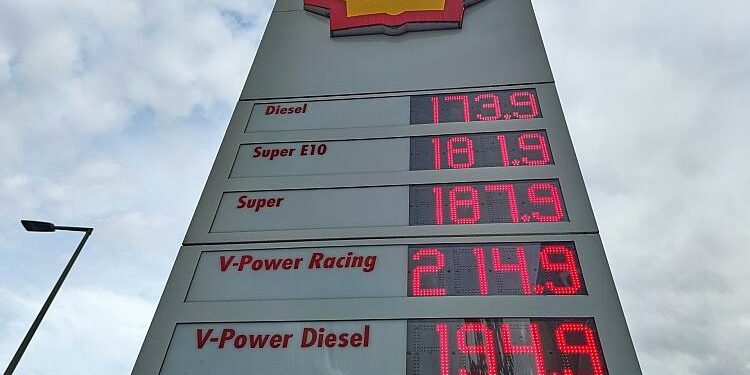 Diesel 173.9
Super E10 181.9
Super 187.9
V-Power Racing 214.9
V-Power Diesel 194.9